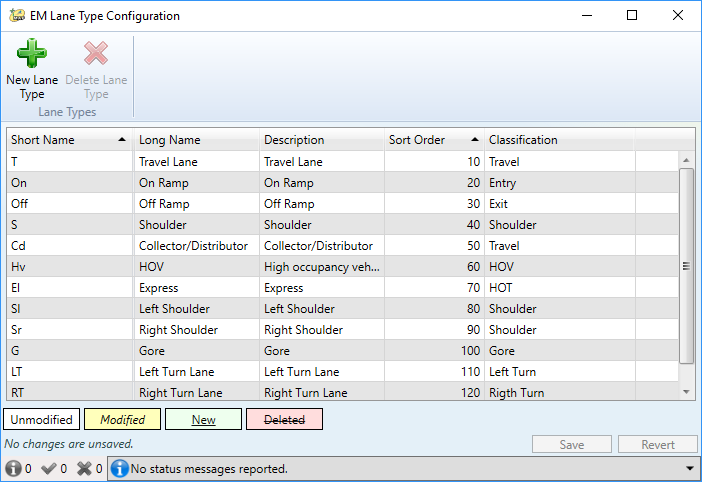 EM Lane Type Configuration
New Lane Type
Delete Lane Type
Lane Types
Short Name Long Name Description Sort Order Classification
T Travel Lane Travel Lane 10 Travel
On On Ramp On Ramp 20 Entry
Off Off Ramp Off Ramp 30 Exit
S Shoulder Shoulder 40 Shoulder
Cd Collector/Distributor Collector/Distributor 50 Travel
Hv HOV High occupancy veh... 60 HOV
El Express Express 70 HOT
Sl Left Shoulder Left Shoulder 80 Shoulder
Sr Right Shoulder Right Shoulder 90 Shoulder
G Gore Gore 100 Gore
LT Left Turn Lane Left Turn Lane 110 Left Turn
RT Right Turn Lane Right Turn Lane 120 Rigth Turn
Unmodified Modified New Deleted
No changes are unsaved. Save Revert
0 0 0 No status messages reported.